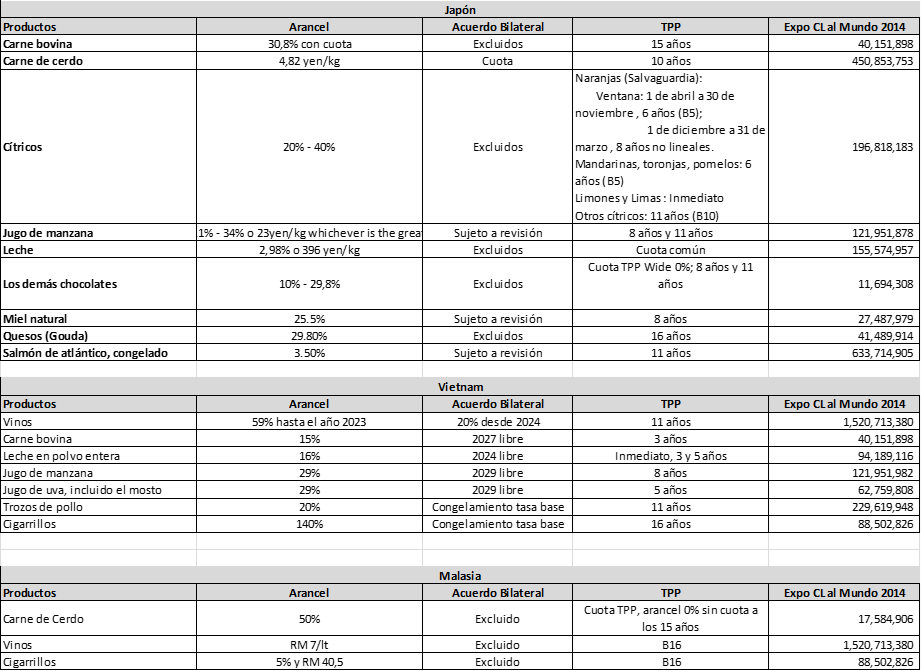 Japón
Productos Arancel Acuerdo Bilateral TPP Expo CL al Mundo 2014
Carne bovina 30,8% con cuota Excluidos 15 años 40,151,898
Carne de cerdo 4,82 yen/kg Cuota 10 años 450,853,753
Cítricos 20% - 40% Excluidos Naranjas (Salvaguardia):
Ventana: 1 de abril a 30 de
noviembre , 6 años (B5);
1 de diciembre a 31 de
marzo , 8 años no lineales.
Mandarinas, toronjas, pomelos: 6
años (B5)
Limones y Limas : Inmediato
Otros cítricos: 11 años (B10) 196,818,183
Jugo de manzana 1% - 34% o 23yen/kg whichever is the grea Sujeto a revisión 8 años y 11 años 121,951,878
Leche 2,98% o 396 yen/kg Excluidos Cuota común 155,574,957
Los demás chocolates 10% - 29,8% Excluidos Cuota TPP Wide 0%; 8 años y 11
años 11,694,308
Miel natural 25.5% Sujeto a revisión 8 años 27,487,979
Quesos (Gouda) 29.80% Excluidos 16 años 41,489,914
Salmón de atlántico, congelado 3.50% Sujeto a revisión 11 años 633,714,905
Vietnam
Productos Arancel Acuerdo Bilateral TPP Expo CL al Mundo 2014
Vinos 59% hasta el año 2023 20% desde 2024 11 años 1,520,713,380
Carne bovina 15% 2027 libre 3 años 40,151,898
Leche en polvo entera 16% 2024 libre Inmediato, 3 y 5 años 94,189,116
Jugo de manzana 29% 2029 libre 8 años 121,951,982
Jugo de uva, incluido el mosto 29% 2029 libre 5 años 62,759,808
Trozos de pollo 20% Congelamiento tasa base 11 años 229,619,948
Cigarrillos 140% Congelamiento tasa base 16 años 88,502,826
Malasia
Productos Arancel Acuerdo Bilateral TPP Expo CL al Mundo 2014
Carne de Cerdo 50% Excluido Cuota TPP, arancel 0% sin cuota a
los 15 años 17,584,906
Vinos RM 7/lt Excluido B16 1,520,713,380
Cigarrillos 5% y RM 40,5 Excluido B16 88,502,826